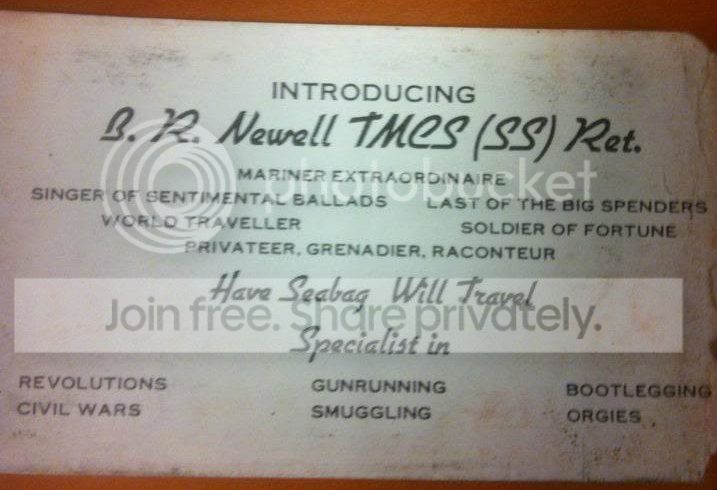 INTRODUCING
B. R. Newell TMCS (SS) Ret.
MARINER EXTRAORDINAIRE
SINGER OF SENTIMENTAL BALLADS LAST OF THE BIG SPENDERS
WORLD TRAVELLER SOLDIER OF FORTUNE
PRIVATEER, GRENADIER, RACONTEUR
Have Seabag Will Travel
Specialist in
REVOLUTIONS GUNRUNNING BOOTLEGGING
CIVIL WARS SMUGGLING ORGIES
photobucket
Join free. Share privately.